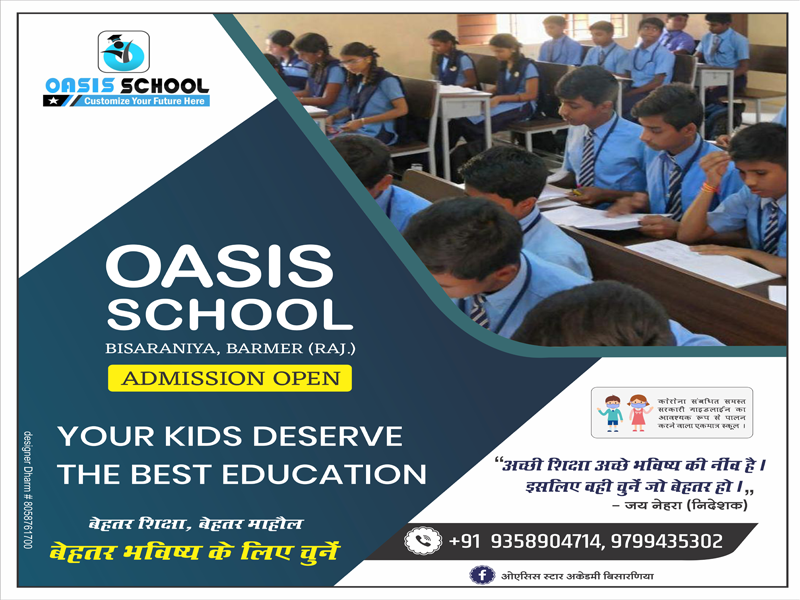 OASIS SCHOOL
Customize Your Future Here
OASIS
SCHOOL
BISARANIYA, BARMER (RAJ.)
ADMISSION OPEN
YOUR KIDS DESERVE
THE BEST EDUCATION
बेहतर शिक्षा, बेहतर माहौल
बेहतर भविष्य के लिए चुनें
designer Dharm # 8058761700
कोरोना संबंधित समस्त
सरकारी गाइडलाईन का
आवश्यक रूप से पालन
करने वाला एकमात्र स्कूल ।
“अच्छी शिक्षा अच्छे भविष्य की नींव है ।
इसलिए वही चुनें जो बेहतर हो ।„
– जय नेहरा (निदेशक)
+91 9358904714, 9799435302
ओएसिस स्टार अकेडमी बिसारणिया